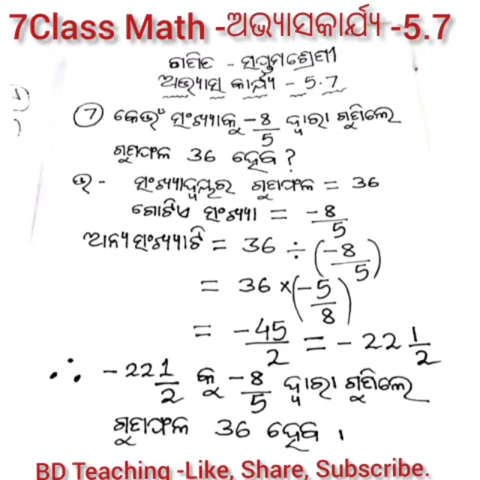 7Class Math -ଅଭ୍ୟାସକାର୍ଯ୍ୟ -5.7
ଗଣିତ - ସପ୍ତମଶ୍ରେଣୀ
ଅଭ୍ୟାସ କାର୍ଯ୍ୟ - 5.7
7 କେଉଁ ସଂଖ୍ୟାକୁ -8/5 ଦ୍ୱାରା ଗୁଣିଲେ
ଗୁଣଫଳ 36 ହେବ ?
ଉ - ସଂଖ୍ୟାଦ୍ୱୟର ଗୁଣଫଳ = 36
ଗୋଟିଏ ସଂଖ୍ୟା = -8/5
ଅନ୍ୟ ସଂଖ୍ୟାଟି = 36 ÷ (-8/5)
= 36 × (-5/8)
= -45/2 = - 22 1/2
∴ -22 1/2 କୁ -8/5 ଦ୍ୱାରା ଗୁଣିଲେ
ଗୁଣଫଳ 36 ହେବ ।
BD Teaching -Like, Share, Subscribe.